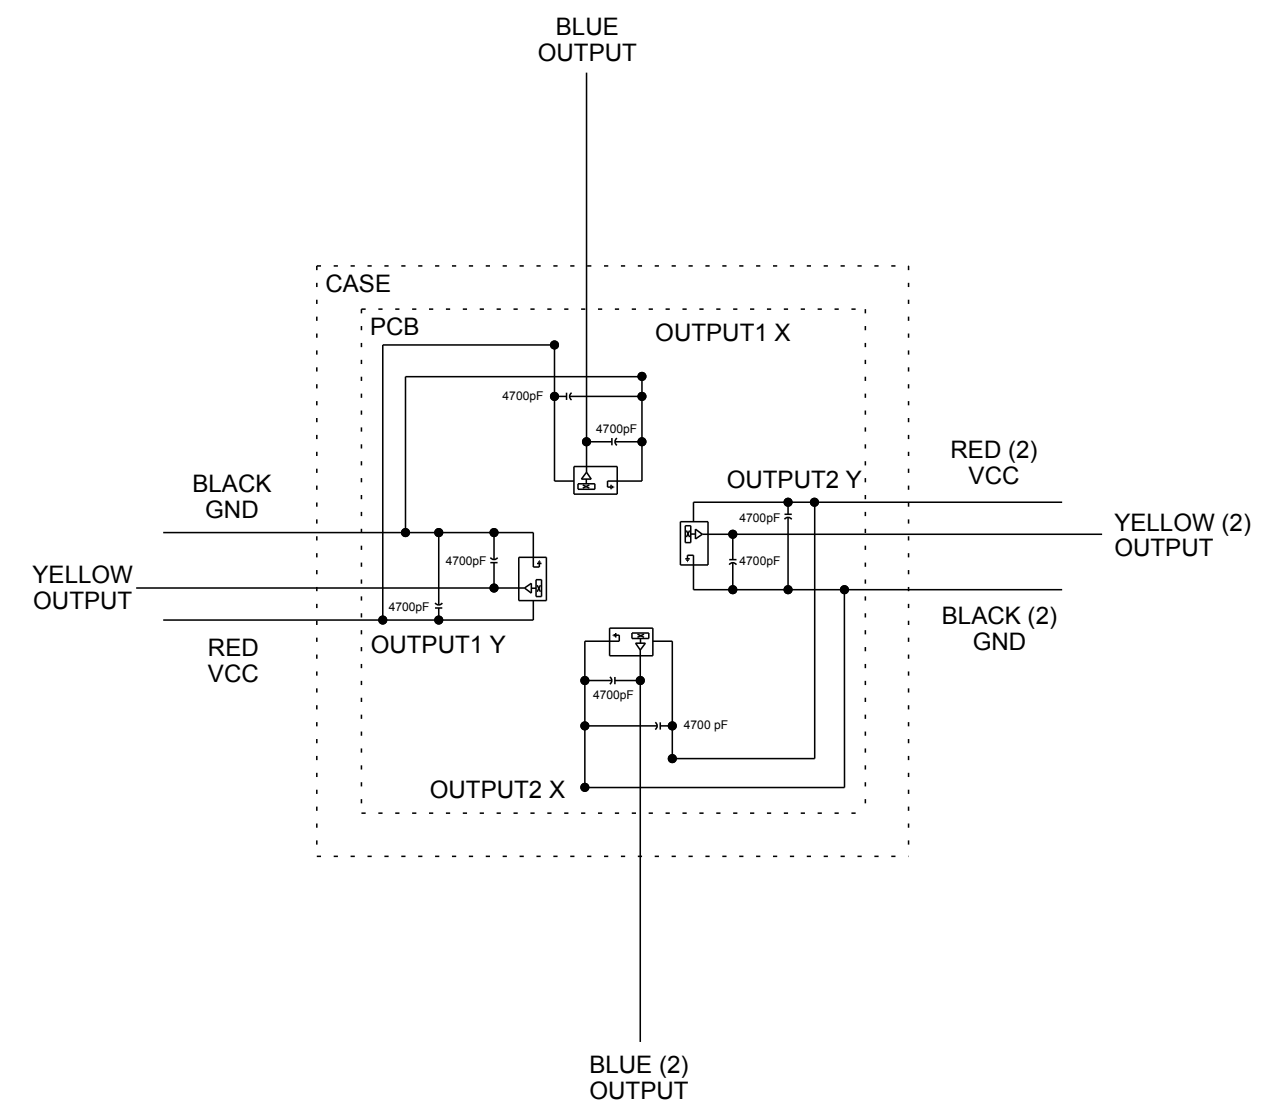 BLUE
OUTPUT
CASE
PCB
OUTPUT1 X
4700pF
4700pF
RED (2)
VCC
OUTPUT2 Y
BLACK
GND
4700pF
YELLOW (2)
OUTPUT
4700pF
4700pF
YELLOW
OUTPUT
4700pF
BLACK (2)
GND
OUTPUT1 Y
RED
VCC
4700pF
4700 pF
OUTPUT2 X
BLUE (2)
OUTPUT